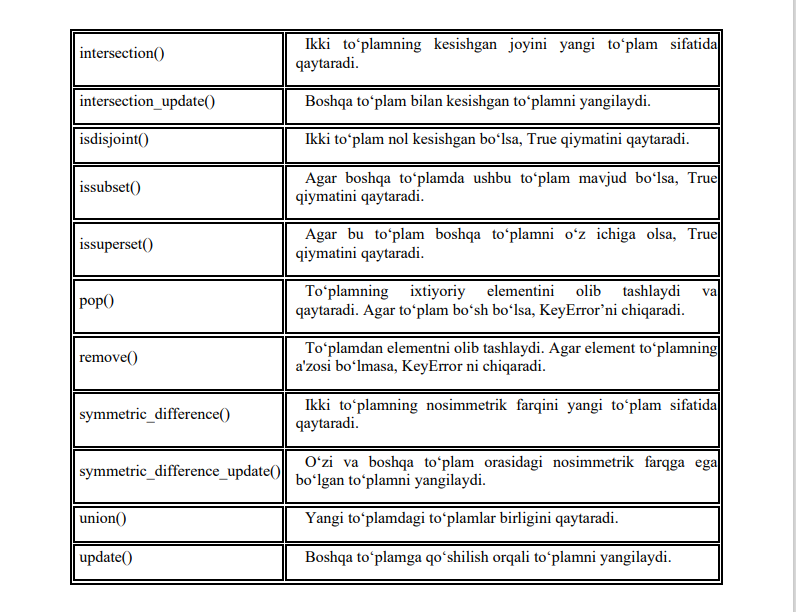 intersection()
Ikki to‘plamning kesishgan joyini yangi to‘plam sifatida
qaytaradi.
intersection_update()
Boshqa to‘plam bilan kesishgan to‘plamni yangilaydi.
isdisjoint()
Ikki to‘plam nol kesishgan bo‘lsa, True qiymatini qaytaradi.
issubset()
Agar boshqa to‘plamda ushbu to‘plam mavjud bo‘lsa, True
qiymatini qaytaradi.
issuperset()
Agar bu to‘plam boshqa to‘plamni o‘z ichiga olsa, True
qiymatini qaytaradi.
pop()
To‘plamning ixtiyoriy elementini olib tashlaydi va
qaytaradi. Agar to‘plam bo‘sh bo‘lsa, KeyError’ni chiqaradi.
remove()
To‘plamdan elementni olib tashlaydi. Agar element to‘plamning
a'zosi bo‘lmasa, KeyError ni chiqaradi.
symmetric_difference()
Ikki to‘plamning nosimmetrik farqini yangi to‘plam sifatida
qaytaradi.
symmetric_difference_update()
O‘zi va boshqa to‘plam orasidagi nosimmetrik farqga ega
bo‘lgan to‘plamni yangilaydi.
union()
Yangi to‘plamdagi to‘plamlar birligini qaytaradi.
update()
Boshqa to‘plamga qo‘shilish orqali to‘plamni yangilaydi.